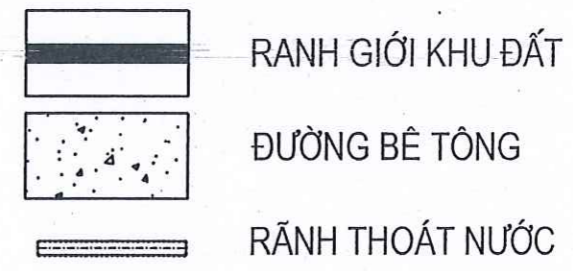 RANH GIỚI KHU ĐẤT
ĐƯỜNG BÊ TÔNG
RÃNH THOÁT NƯỚC